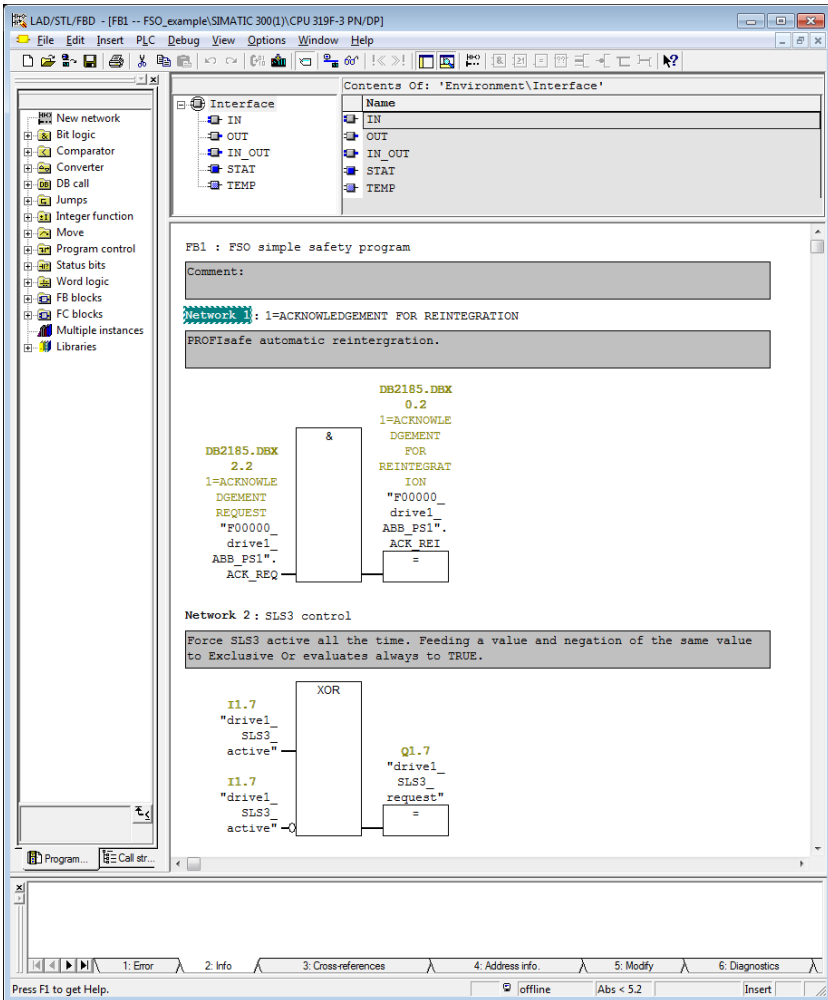 LAD/STL/FBD - [FB1 -- FSO_example\SIMATIC 300(1)\CPU 319F-3 PN/DP]
File Edit Insert PLC Debug View Options Window Help
New network
Bit logic
Comparator
Converter
DB call
Jumps
Integer function
Move
Program control
Status bits
Word logic
FB blocks
FC blocks
Multiple instances
Libraries
Program...
Call str...
Contents Of: 'Environment\Interface'
Interface
IN
OUT
IN_OUT
STAT
TEMP
Name
IN
OUT
IN_OUT
STAT
TEMP
FB1 : FSO simple safety program
Comment:
Network 1: 1=ACKNOWLEDGEMENT FOR REINTEGRATION
PROFIsafe automatic reintergration.
DB2185.DBX
2.2
1=ACKNOWLE
DGEMENT
REQUEST
"F00000_
drive1_
ABB_PS1".
ACK_REQ
&
DB2185.DBX
0.2
1=ACKNOWLE
DGEMENT
FOR
REINTEGRAT
ION
"F00000_
drive1_
ABB_PS1".
ACK_REI
=
Network 2: SLS3 control
Force SLS3 active all the time. Feeding a value and negation of the same value
to Exclusive Or evaluates always to TRUE.
XOR
I1.7
"drive1_
SLS3_
active"
I1.7
"drive1_
SLS3_
active"
Q1.7
"drive1_
SLS3_
request"
=
1: Error
2: Info
3: Cross-references
4: Address info.
5: Modify
6: Diagnostics
Press F1 to get Help.
offline
Abs < 5.2
Insert